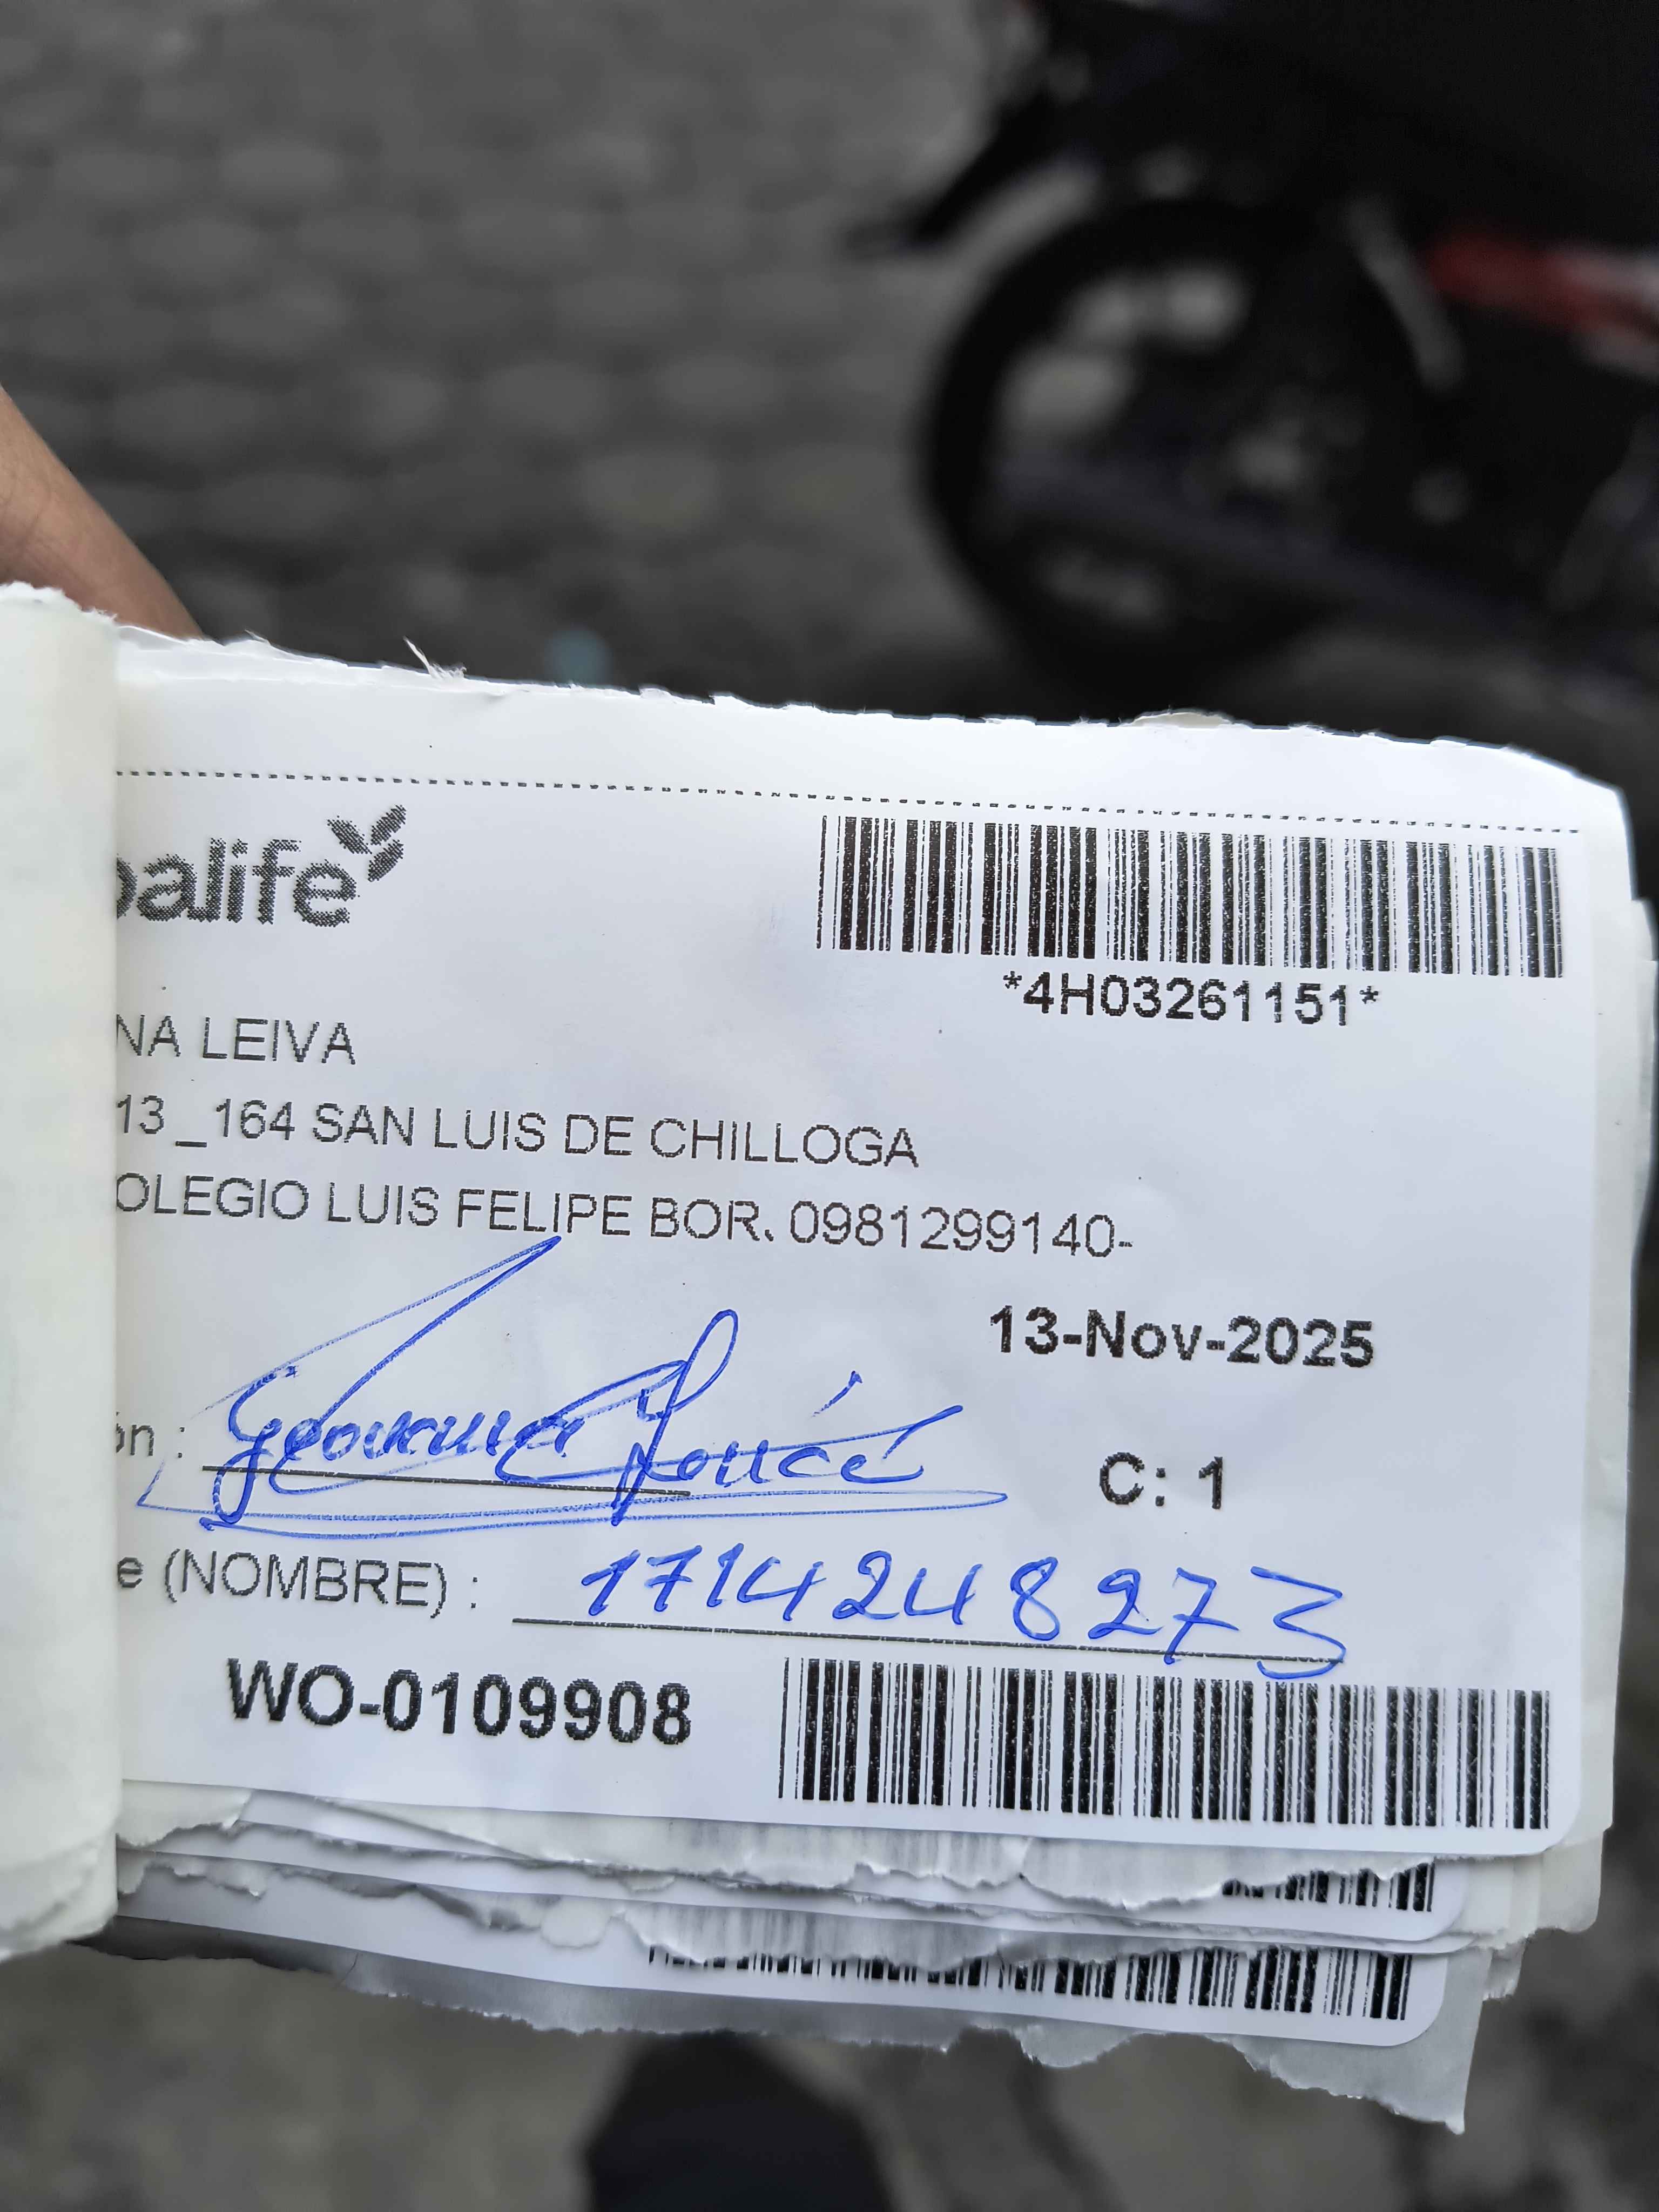 balife
*4H03261151*
NA LEIVA
13_164 SAN LUIS DE CHILLOGA
OLEGIO LUIS FELIPE BOR. 0981299140-
13-Nov-2025
ón :
C: 1
e (NOMBRE) : 1714248273
WO-0109908